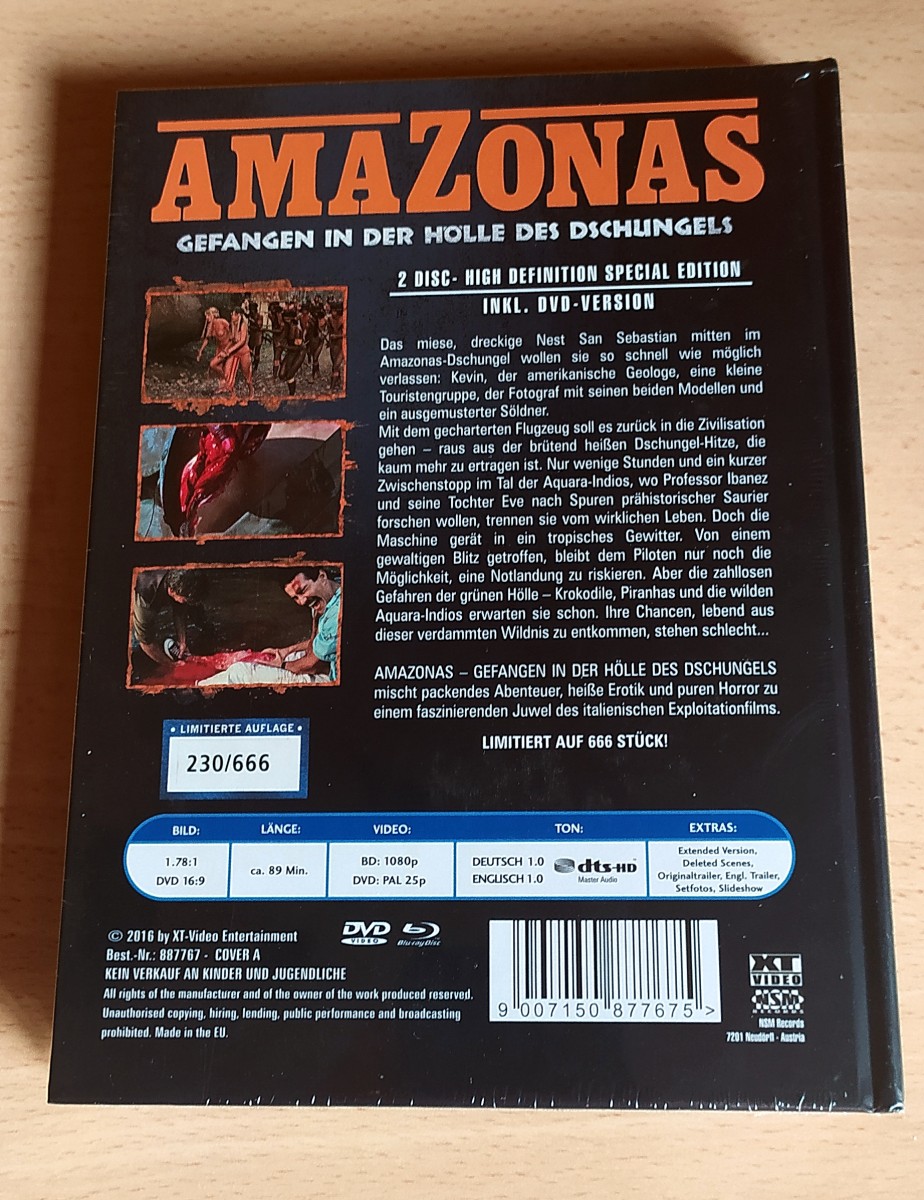 AMAZONAS
GEFANGEN IN DER HÖLLE DES DSCHUNGELS
2 DISC- HIGH DEFINITION SPECIAL EDITION
INKL. DVD-VERSION
Das miese, dreckige Nest San Sebastian mitten im
Amazonas-Dschungel wollen sie so schnell wie möglich
verlassen: Kevin, der amerikanische Geologe, eine kleine
Touristengruppe, der Fotograf mit seinen beiden Modellen und
ein ausgemusterter Söldner.
Mit dem gecharterten Flugzeug soll es zurück in die Zivilisation
gehen – raus aus der brütend heißen Dschungel-Hitze, die
kaum mehr zu ertragen ist. Nur wenige Stunden und ein kurzer
Zwischenstopp im Tal der Aquara-Indios, wo Professor Ibanez
und seine Tochter Eve nach Spuren prähistorischer Saurier
forschen wollen, trennen sie vom wirklichen Leben. Doch die
Maschine gerät in ein tropisches Gewitter. Von einem
gewaltigen Blitz getroffen, bleibt dem Piloten nur noch die
Möglichkeit, eine Notlandung zu riskieren. Aber die zahllosen
Gefahren der grünen Hölle – Krokodile, Piranhas und die wilden
Aquara-Indios erwarten sie schon. Ihre Chancen, lebend aus
dieser verdammten Wildnis zu entkommen, stehen schlecht...
AMAZONAS – GEFANGEN IN DER HÖLLE DES DSCHUNGELS
mischt packendes Abenteuer, heiße Erotik und puren Horror zu
einem faszinierenden Juwel des italienischen Exploitationfilms.
LIMITIERT AUF 666 STÜCK!
• LIMITIERTE AUFLAGE •
230/666
BILD:
LÄNGE:
VIDEO:
TON:
EXTRAS:
1.78:1
DVD 16:9
ca. 89 Min.
BD: 1080p
DVD: PAL 25p
DEUTSCH 1.0
ENGLISCH 1.0
dts-HD
Master Audio
Extended Version,
Deleted Scenes,
Originaltrailer, Engl. Trailer,
Setfotos, Slideshow
© 2016 by XT-Video Entertainment
Best.-Nr.: 887767 - COVER A
KEIN VERKAUF AN KINDER UND JUGENDLICHE
All rights of the manufacturer and of the owner of the work produced reserved.
Unauthorised copying, hiring, lending, public performance and broadcasting
prohibited. Made in the EU.
DVD
VIDEO
Blu-ray Disc
9 007150 877675 >
XT
VIDEO
NSM
RECORDS
NSM Records
7201 Neudörfl - Austria